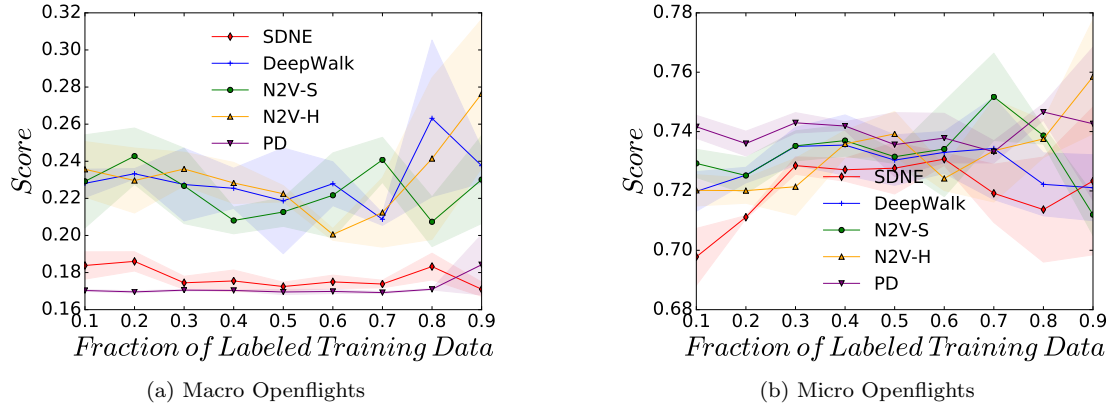 0.32
0.30
0.28
0.26
0.24
0.22
0.20
0.18
0.16
Score
SDNE
DeepWalk
N2V-S
N2V-H
PD
0.1 0.2 0.3 0.4 0.5 0.6 0.7 0.8 0.9
Fraction of Labeled Training Data
(a) Macro Openflights
0.78
0.76
0.74
0.72
0.70
0.68
Score
SDNE
DeepWalk
N2V-S
N2V-H
PD
0.1 0.2 0.3 0.4 0.5 0.6 0.7 0.8 0.9
Fraction of Labeled Training Data
(b) Micro Openflights